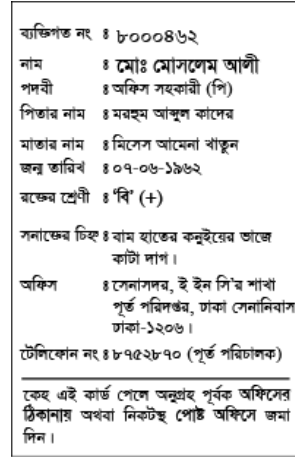 ব্যক্তিগত নং ঃ ৮০০০৪৬২
নাম ঃ মোঃ মোসলেম আলী
পদবী ঃ অফিস সহকারী (পি)
পিতার নাম ঃ মরহুম আব্দুল কাদের
মাতার নাম ঃ মিসেস আমেনা খাতুন
জন্ম তারিখ ঃ ০৭-০৬-১৯৬২
রক্তের শ্রেণী ঃ ‘বি’ (+)
সনাক্তের চিহ্ন ঃ বাম হাতের কনুইয়ের ভাজে
কাটা দাগ।
অফিস ঃ সেনাসদর, ই ইন সি’র শাখা
পূর্ত পরিদপ্তর, ঢাকা সেনানিবাস
ঢাকা-১২০৬।
টেলিফোন নং ঃ ৮৭৫২৮৭০ (পূর্ত পরিচালক)
কেহ এই কার্ড পেলে অনুগ্রহ পূর্বক অফিসের
ঠিকানায় অথবা নিকটস্থ পোষ্ট অফিসে জমা
দিন।